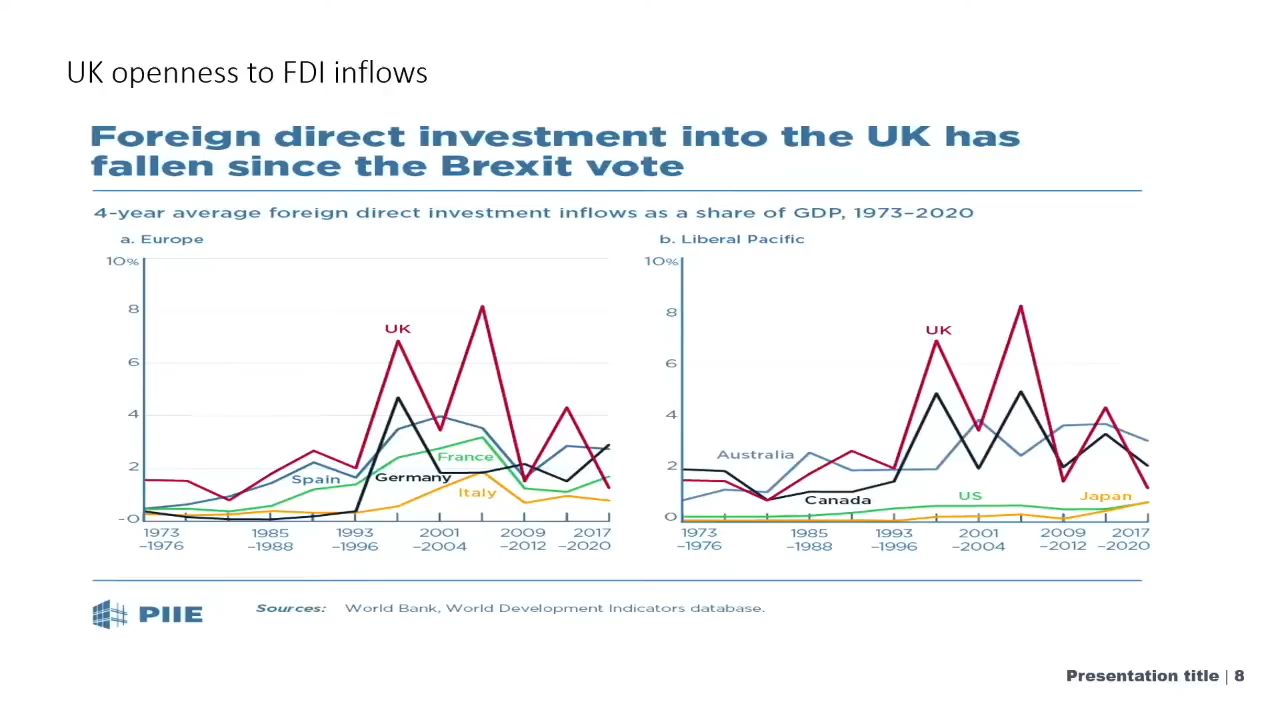 UK openness to FDI inflows
Foreign direct investment into the UK has
fallen since the Brexit vote
4-year average foreign direct investment inflows as a share of GDP, 1973–2020
a. Europe
10%
8
6
4
2
-0
UK
Spain
France
Germany
Italy
1973
–1976
1985
–1988
1993
–1996
2001
–2004
2009
–2012
2017
–2020
b. Liberal Pacific
10%
8
6
4
2
0
UK
Australia
Canada
US
Japan
1973
–1976
1985
–1988
1993
–1996
2001
–2004
2009
–2012
2017
–2020
PIIE
Sources: World Bank, World Development Indicators database.
Presentation title | 8